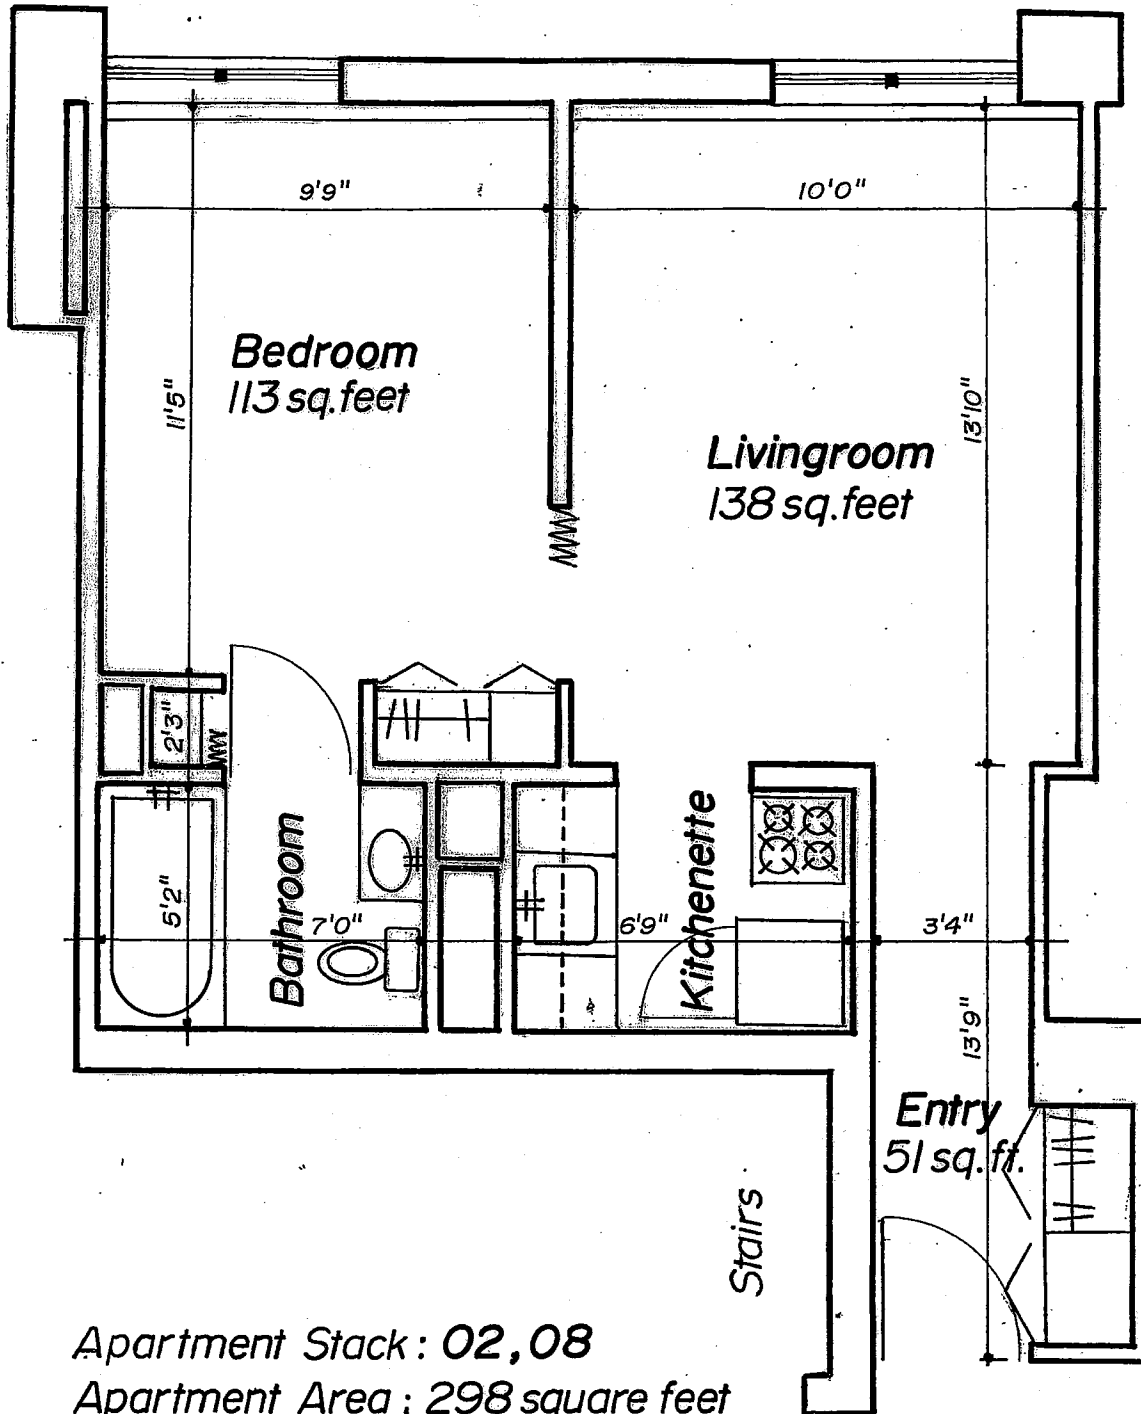 9'9"
10'0"
Bedroom
113 sq.feet
11'5"
13'10"
Livingroom
138 sq.feet
2'3"
Bathroom
Kitchenette
5'2"
7'0"
6'9"
3'4"
13'9"
Entry
51 sq.ft.
Stairs
Apartment Stack : 02,08
Apartment Area : 298 square feet